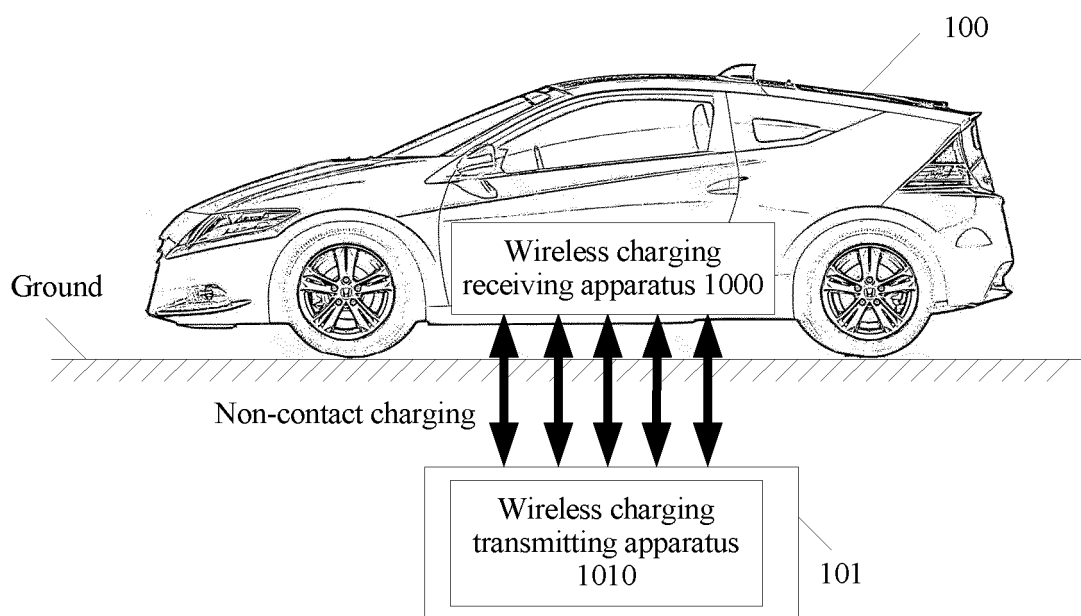 100
Wireless charging
receiving apparatus 1000
Ground
Non-contact charging
Wireless charging
transmitting apparatus
1010
101